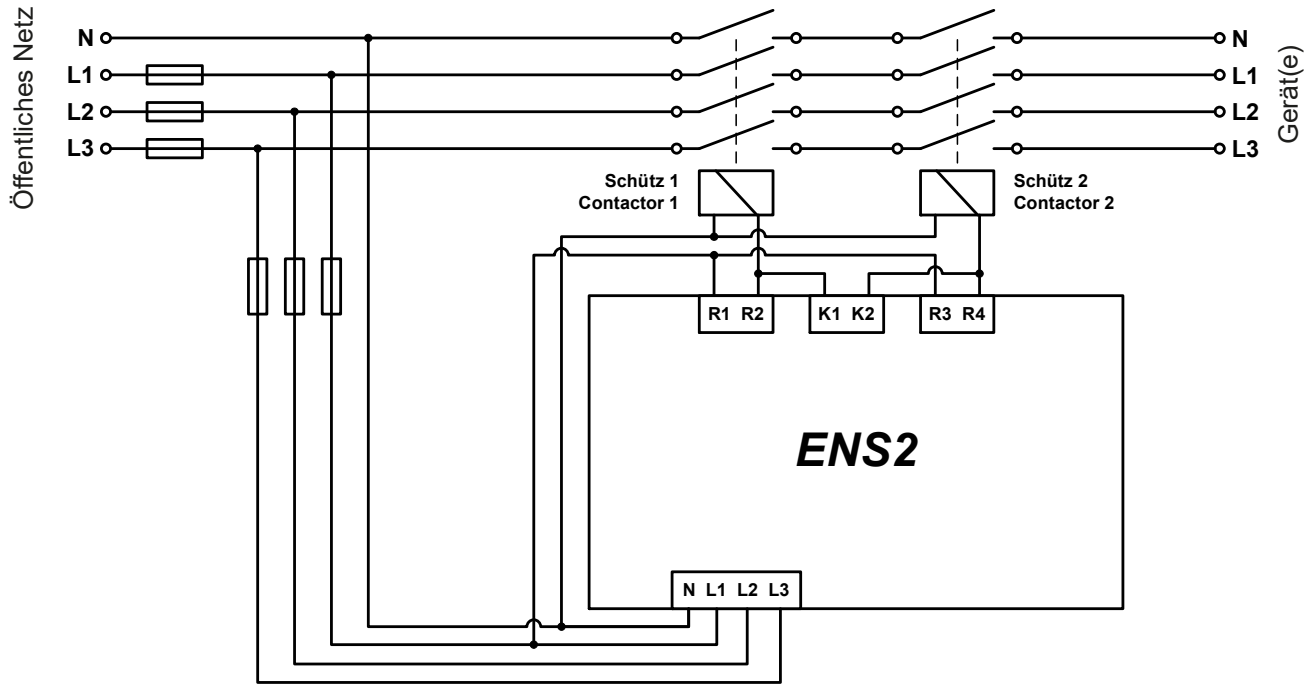 Öffentliches Netz
N
L1
L2
L3
N
L1
L2
L3
Gerät(e)
Schütz 1
Contactor 1
Schütz 2
Contactor 2
R1 R2
K1 K2
R3 R4
ENS2
N L1 L2 L3